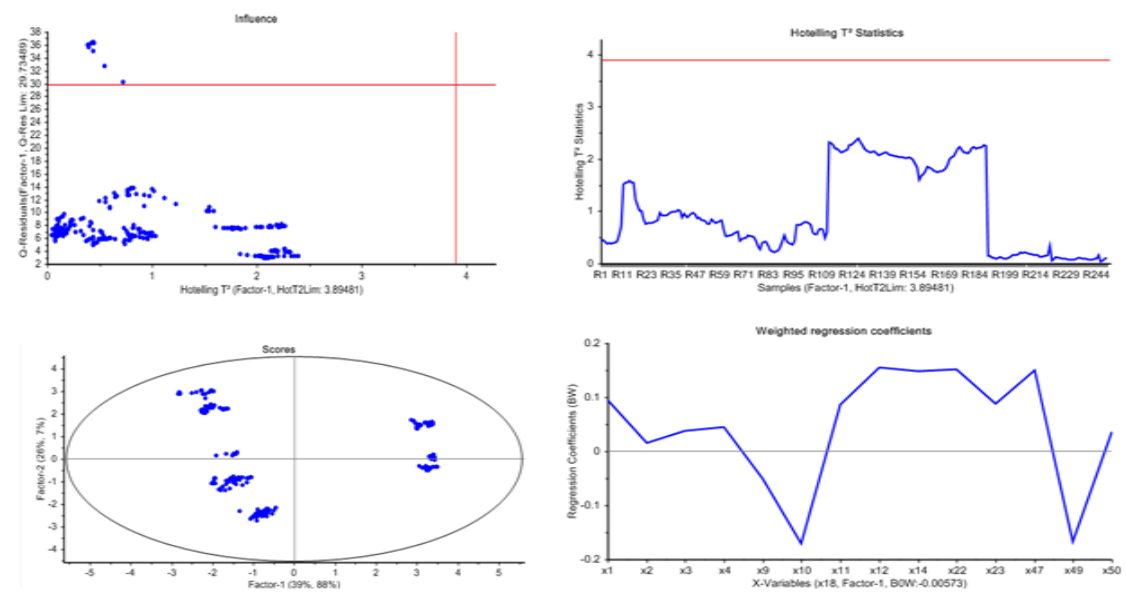 Influence
Q-Residuals(Factor-1, Q-Res Lim: 29.73489)
38
36
34
32
30
28
26
24
22
20
18
16
14
12
10
8
6
4
2
0 1 2 3 4
Hotelling T² (Factor-1, HotT2Lim: 3.89481)
Hotelling T² Statistics
Hotelling T² Statistics
4
3
2
1
0
R1 R11 R23 R35 R47 R59 R71 R83 R95 R109 R124 R139 R154 R169 R184 R199 R214 R229 R244
Samples (Factor-1, HotT2Lim: 3.89481)
Scores
Factor-2 (26%, 7%)
4
3
2
1
0
-1
-2
-3
-4
-5 -4 -3 -2 -1 0 1 2 3 4 5
Factor-1 (39%, 88%)
Weighted regression coefficients
Regression Coefficients (BW)
0.2
0.1
0
-0.1
-0.2
x1 x2 x3 x4 x9 x10 x11 x12 x14 x22 x23 x47 x49 x50
X-Variables (x18, Factor-1, B0W:-0.00573)